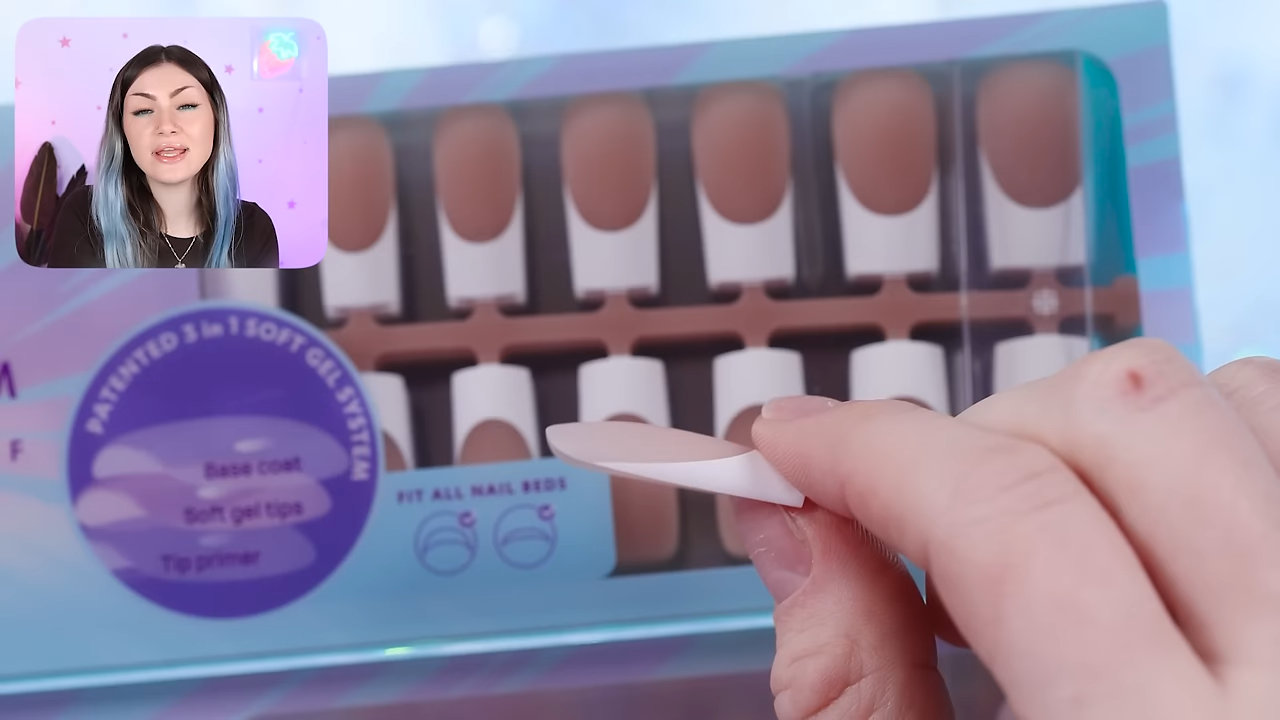 PATENTED 3 in 1 SOFT GEL SYSTEM
Base coat
Soft gel tips
Tip primer
FIT ALL NAIL BEDS
M
F